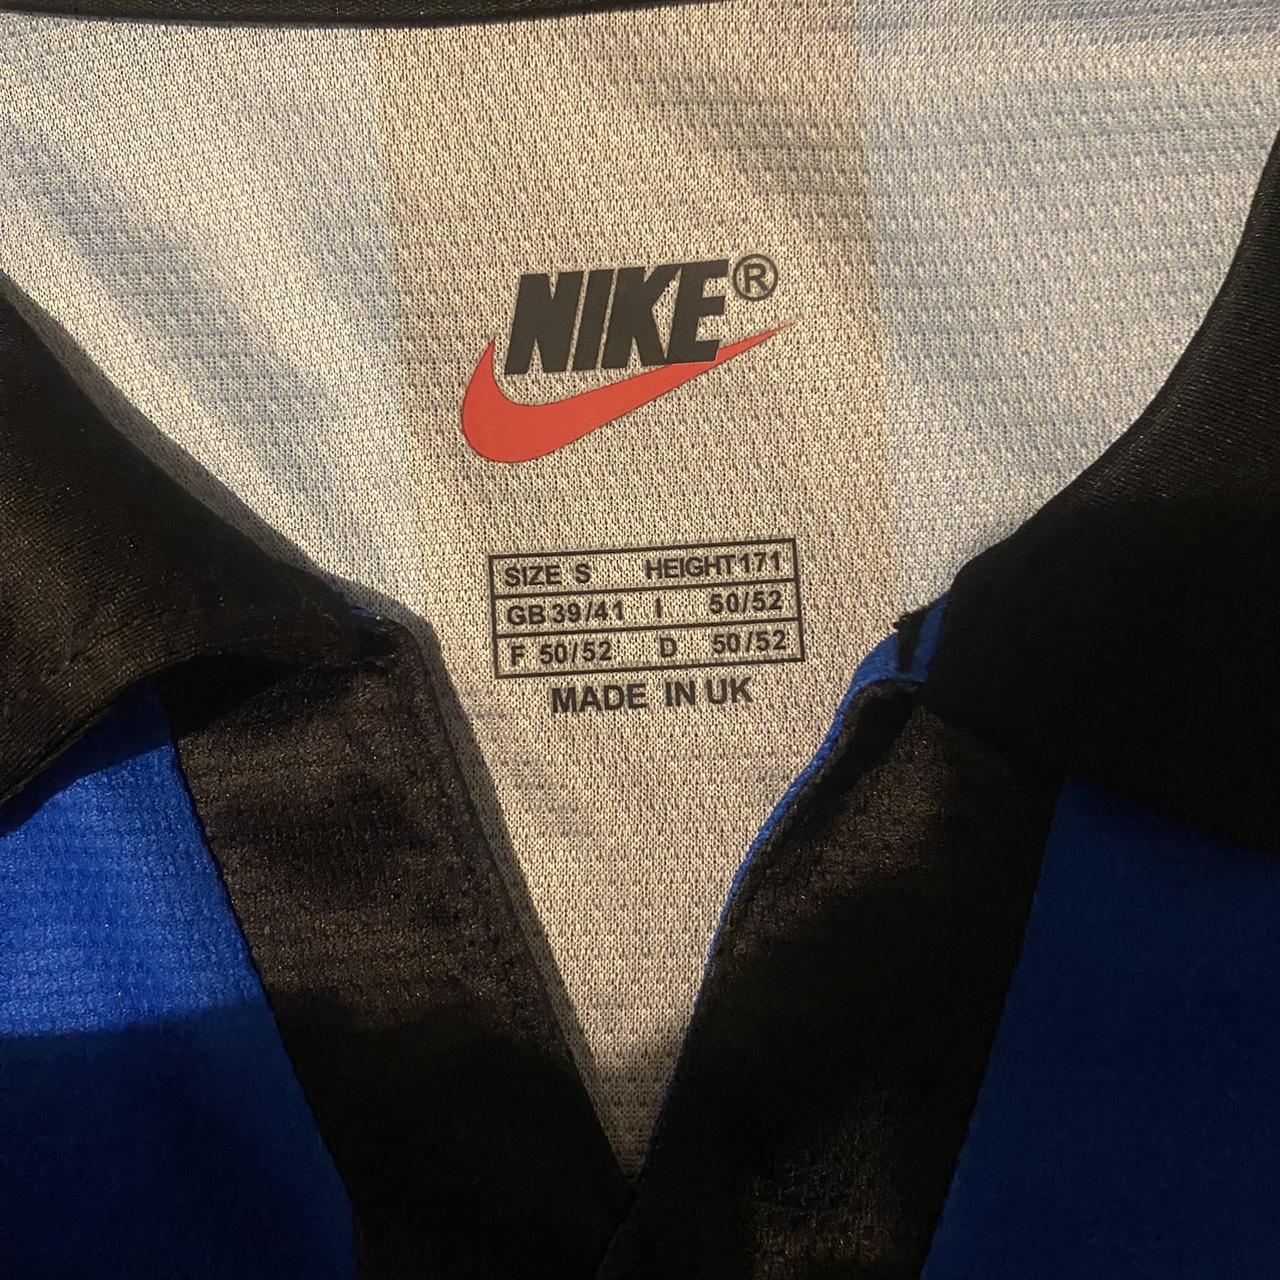 NIKE®
SIZE S HEIGHT 171
GB 39/41 I 50/52
F 50/52 D 50/52
MADE IN UK